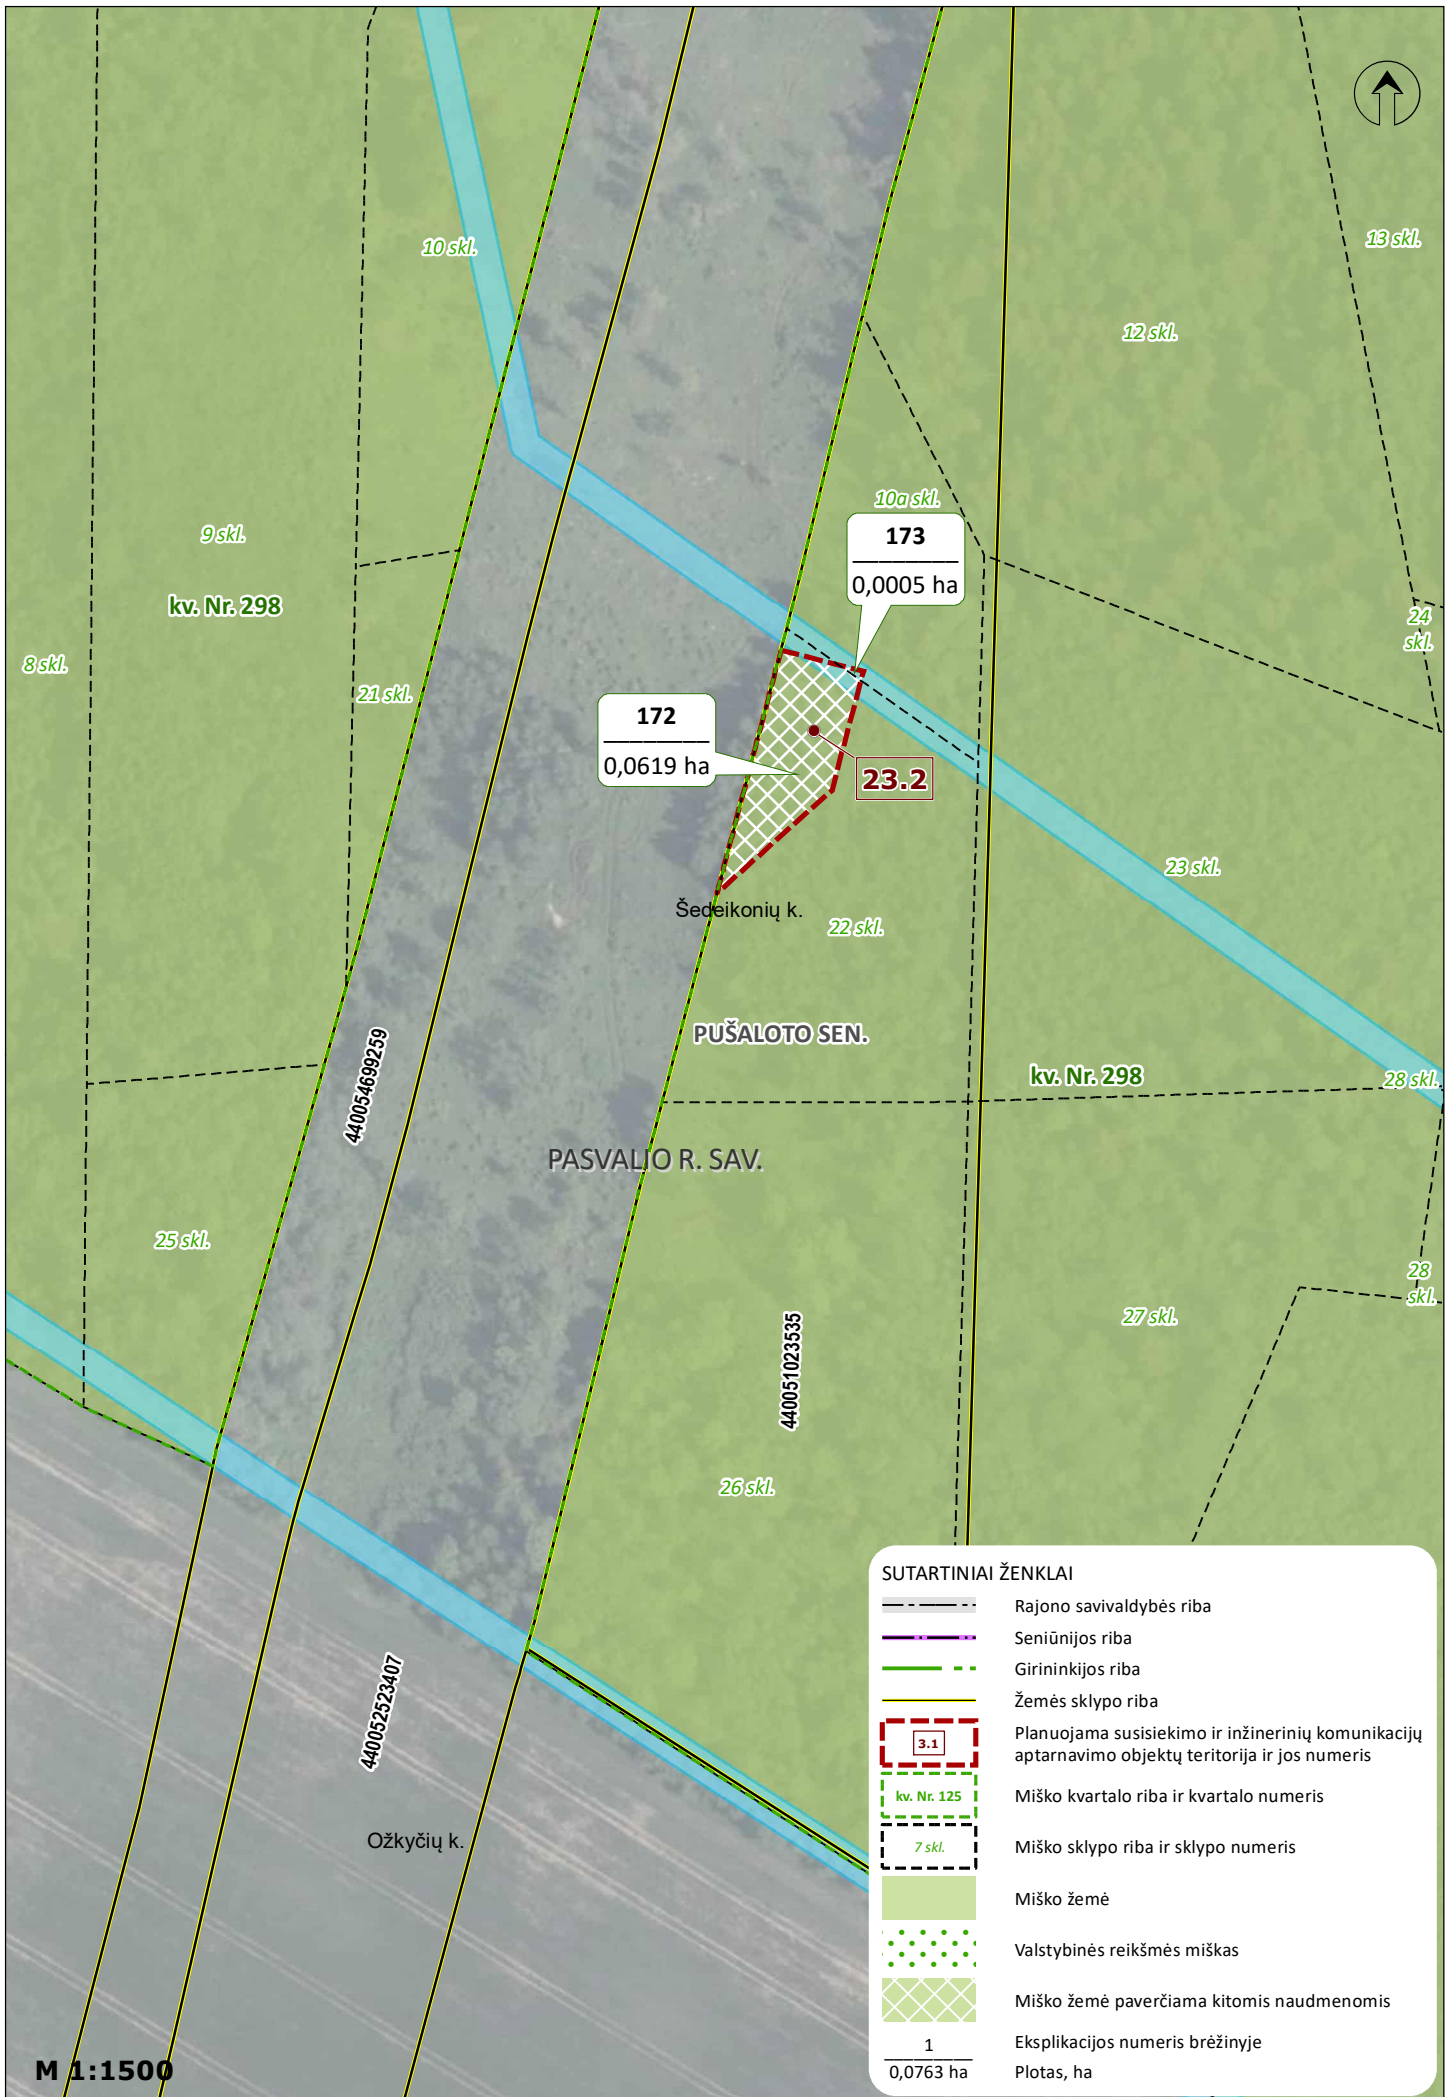 10 skl.
13 skl.
12 skl.
10a skl.
9 skl.
173
0,0005 ha
kv. Nr. 298
24
skl.
8 skl.
21 skl.
172
0,0619 ha
23.2
23 skl.
Šedeikonių k.
22 skl.
PUŠALOTO SEN.
440054699259
kv. Nr. 298
28 skl.
PASVALIO R. SAV.
25 skl.
28
skl.
27 skl.
440051023535
26 skl.
440052523407
Ožkyčių k.
M 1:1500
SUTARTINIAI ŽENKLAI
Rajono savivaldybės riba
Seniūnijos riba
Girininkijos riba
Žemės sklypo riba
3.1
Planuojama susisiekimo ir inžinerinių komunikacijų
aptarnavimo objektų teritorija ir jos numeris
kv. Nr. 125
Miško kvartalo riba ir kvartalo numeris
7 skl.
Miško sklypo riba ir sklypo numeris
Miško žemė
Valstybinės reikšmės miškas
Miško žemė paverčiama kitomis naudmenomis
1
Eksplikacijos numeris brėžinyje
0,0763 ha
Plotas, ha